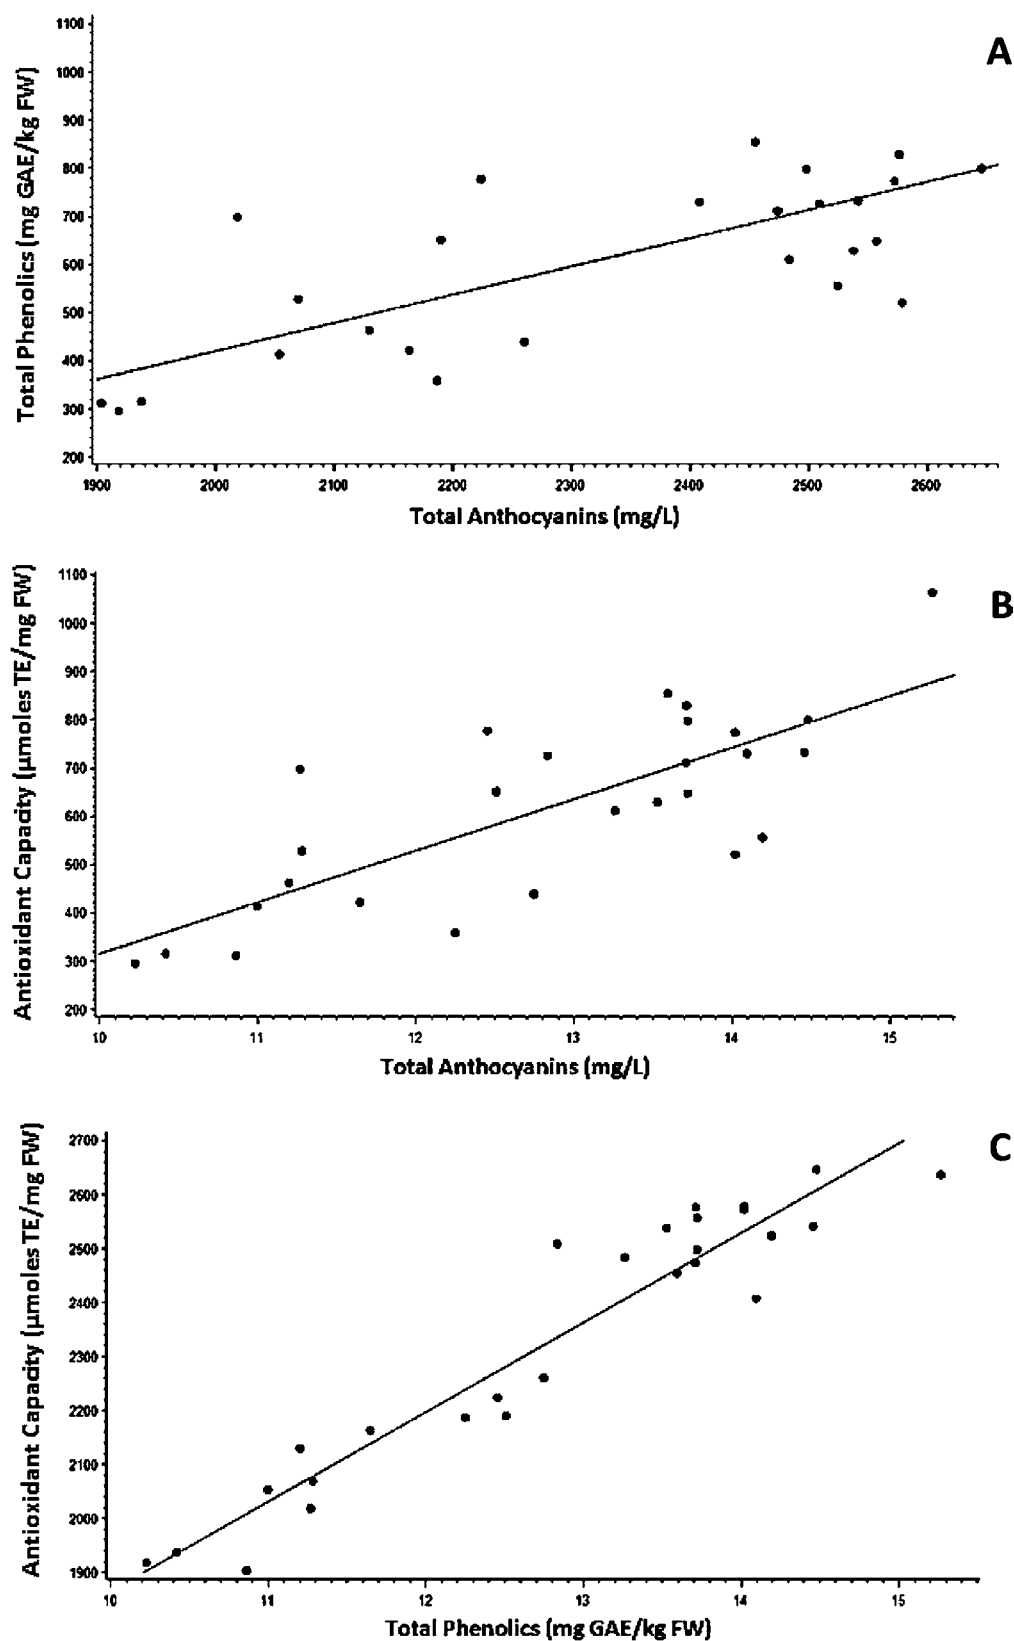 A
Total Phenolics (mg GAE/kg FW)
1100
1000
900
800
700
600
500
400
300
200
1900 2000 2100 2200 2300 2400 2500 2600
Total Anthocyanins (mg/L)
B
Antioxidant Capacity (µmoles TE/mg FW)
1100
1000
900
800
700
600
500
400
300
200
10 11 12 13 14 15
Total Anthocyanins (mg/L)
C
Antioxidant Capacity (µmoles TE/mg FW)
2700
2600
2500
2400
2300
2200
2100
2000
1900
10 11 12 13 14 15
Total Phenolics (mg GAE/kg FW)